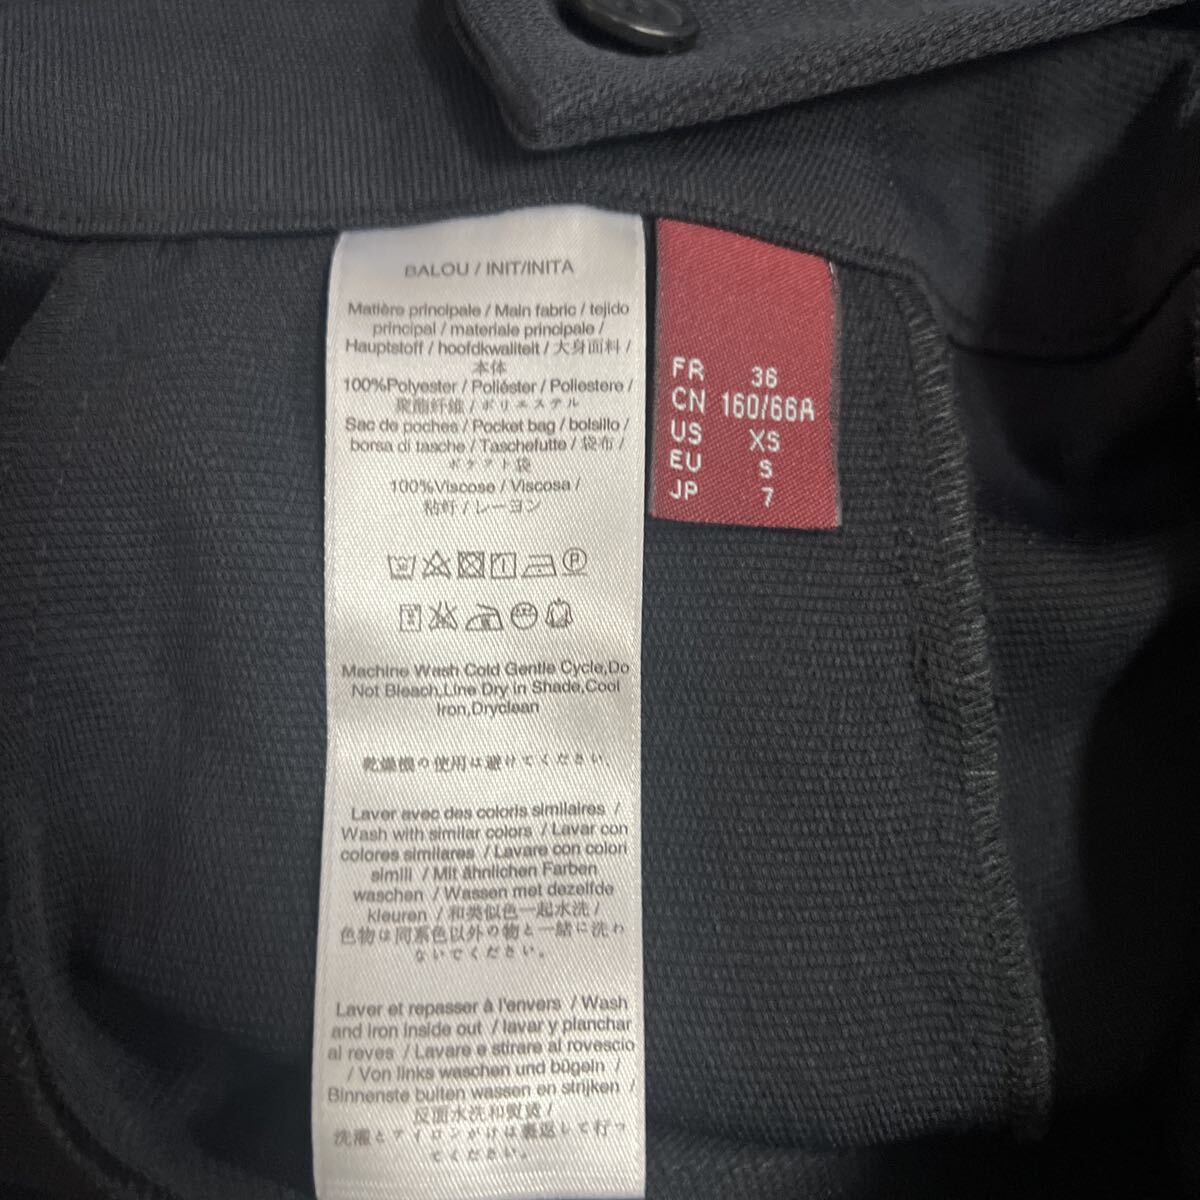 BALOU / INIT/INITA
Matière principale / Main fabric / tejido
principal / materiale principale /
Hauptstoff / hoofdkwaliteit / 大身面料 /
本体
100%Polyester / Poliéster / Poliestere /
聚酯纤维 / ポリエステル
Sac de poches / Pocket bag / bolsillo /
borsa di tasche / Taschefutte / 袋布 /
ポケット袋
100%Viscose / Viscosa /
粘纤 / レーヨン
Machine Wash Cold Gentle Cycle,Do
Not Bleach,Line Dry in Shade,Cool
Iron,Dryclean
乾燥機の使用は避けてください。
Laver avec des coloris similaires /
Wash with similar colors / Lavar con
colores similares / Lavare con colori
simili / Mit ähnlichen Farben
waschen / Wassen met dezelfde
kleuren / 和类似色一起水洗 /
色物は同系色以外の物と一緒に洗わ
ないでください。
Laver et repasser à l'envers / Wash
and iron inside out / lavar y planchar
al reves / Lavare e stirare al rovescio
/ Von links waschen und bügeln /
Binnenste buiten wassen en strijken /
反面水洗和熨烫 /
洗濯とアイロンがけは裏返して行っ
てください。
FR 36
CN 160/66A
US XS
EU S
JP 7